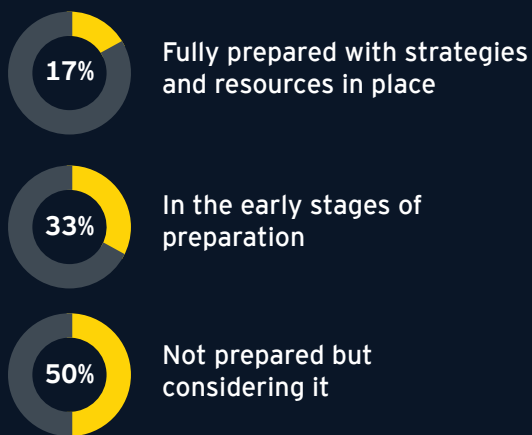 17%
Fully prepared with strategies
and resources in place
33%
In the early stages of
preparation
50%
Not prepared but
considering it